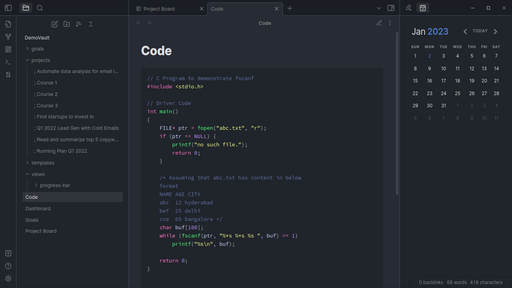 Project Board
Code
Code
DemoVault
goals
projects
Automate data analysis for email l...
Course 1
Course 2
Course 3
Find startups to invest in
Q1 2022 Lead Gen with Cold Emails
Read and summarize top 5 copyw...
Running Plan Q1 2022
templates
views
progress-bar
Code
Dashboard
Goals
Project Board
Code
// C Program to demonstrate fscanf
#include <stdio.h>
// Driver Code
int main()
{
FILE* ptr = fopen("abc.txt", "r");
if (ptr == NULL) {
printf("no such file.");
return 0;
}
/* Assuming that abc.txt has content in below
format
NAME AGE CITY
abc 12 hyderabad
bef 25 delhi
cce 65 bangalore */
char buf[100];
while (fscanf(ptr, "%*s %*s %s ", buf) == 1)
printf("%s\n", buf);
return 0;
}
Jan 2023
TODAY
SUN MON TUE WED THU FRI SAT
1 2 3 4 5 6 7
8 9 10 11 12 13 14
15 16 17 18 19 20 21
22 23 24 25 26 27 28
29 30 31 1 2 3 4
5 6 7 8 9 10 11
0 backlinks 68 words 416 characters